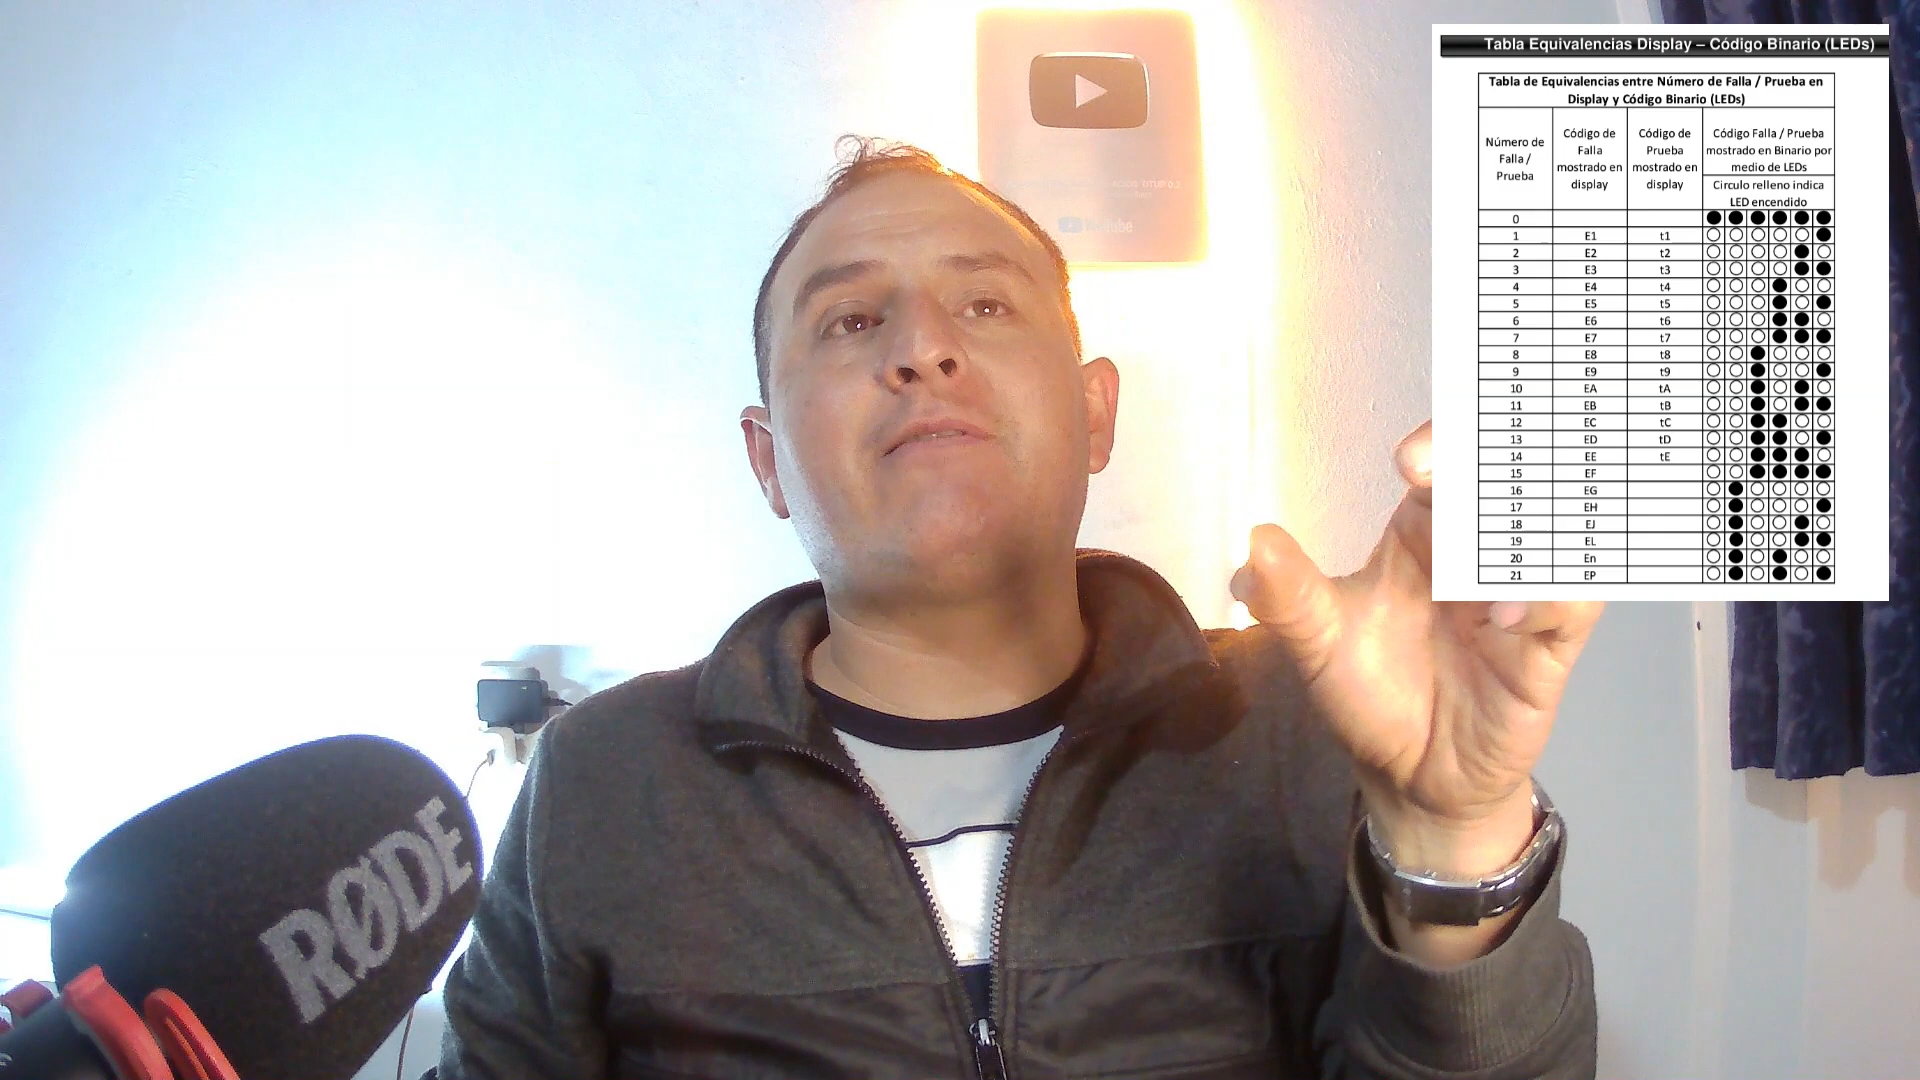 Tabla Equivalencias Display – Código Binario (LEDs)
Tabla de Equivalencias entre Número de Falla / Prueba en
Display y Código Binario (LEDs)
Número de Falla / Prueba
Código de Falla mostrado en display
Código de Prueba mostrado en display
Código Falla / Prueba mostrado en Binario por medio de LEDs
Circulo relleno indica LED encendido
0
1 E1 t1
2 E2 t2
3 E3 t3
4 E4 t4
5 E5 t5
6 E6 t6
7 E7 t7
8 E8 t8
9 E9 t9
10 EA tA
11 EB tB
12 EC tC
13 ED tD
14 EE tE
15 EF
16 EG
17 EH
18 EJ
19 EL
20 En
21 EP
YouTube
RØDE